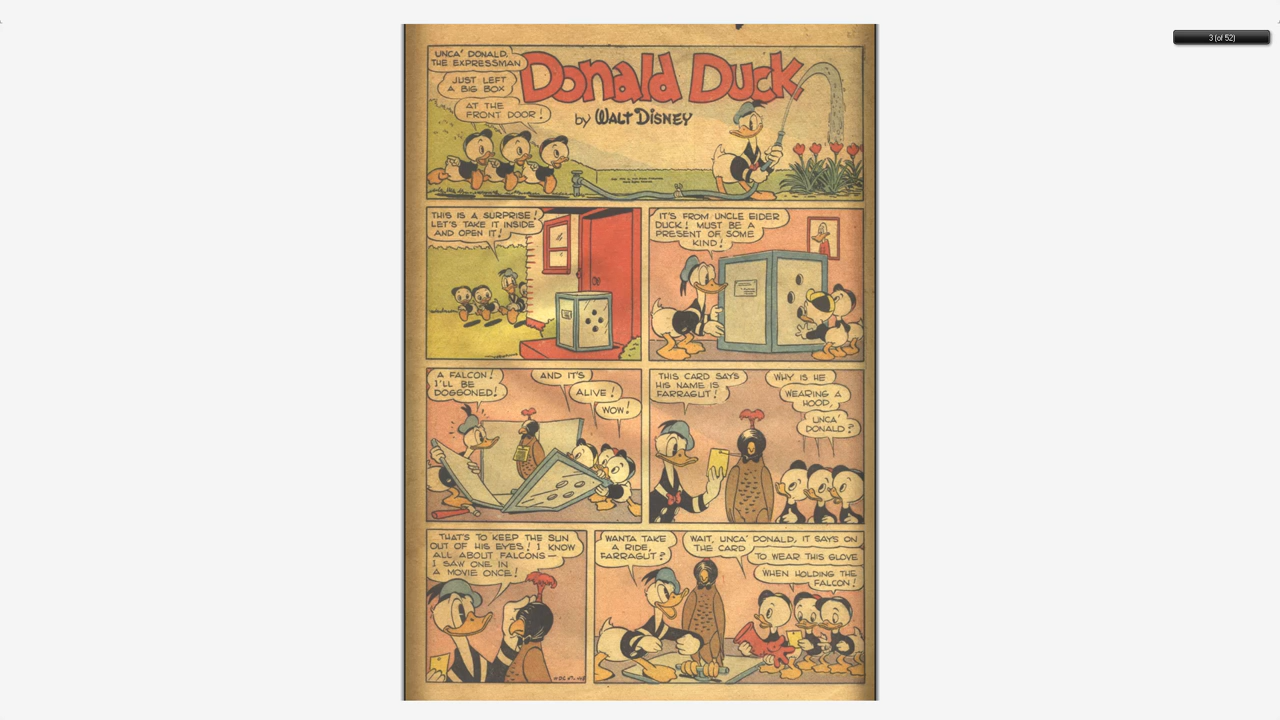 3 (of 52)
UNCA' DONALD,
THE EXPRESSMAN
JUST LEFT
A BIG BOX
AT THE
FRONT DOOR!
Donald Duck
by WALT DISNEY
THIS IS A SURPRISE!
LET'S TAKE IT INSIDE
AND OPEN IT!
IT'S FROM UNCLE EIDER
DUCK! MUST BE A
PRESENT OF SOME
KIND!
A FALCON!
I'LL BE
DOGGONED!
AND IT'S
ALIVE!
WOW!
THIS CARD SAYS
HIS NAME IS
FARRAGUT!
WHY IS HE
WEARING A
HOOD,
UNCA'
DONALD?
THAT'S TO KEEP THE SUN
OUT OF HIS EYES! I KNOW
ALL ABOUT FALCONS—
I SAW ONE IN
A MOVIE ONCE!
WANTA TAKE
A RIDE,
FARRAGUT?
WAIT, UNCA' DONALD, IT SAYS ON
THE CARD
TO WEAR THIS GLOVE
WHEN HOLDING THE
FALCON!